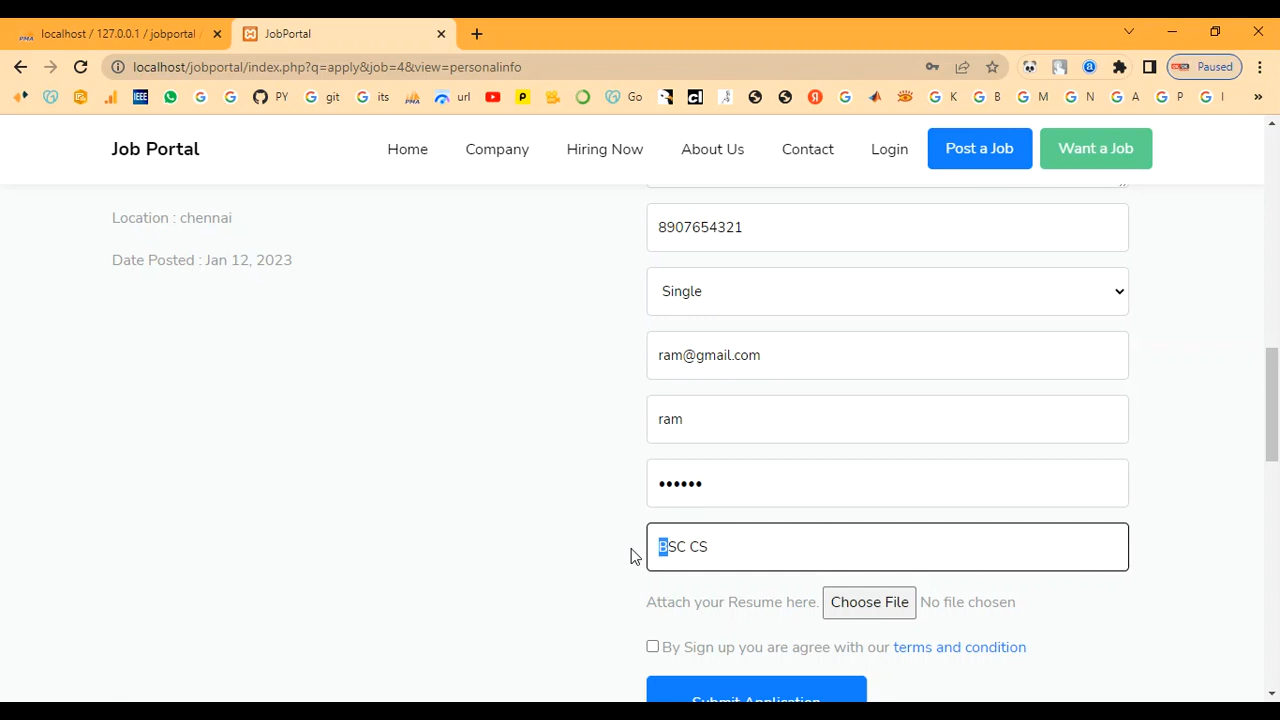 localhost / 127.0.0.1 / jobportal
JobPortal
localhost/jobportal/index.php?q=apply&job=4&view=personalinfo
Paused
PY
git
its
url
Go
K
B
M
N
A
P
I
»
Job Portal
Home
Company
Hiring Now
About Us
Contact
Login
Post a Job
Want a Job
Location : chennai
Date Posted : Jan 12, 2023
8907654321
Single
ram@gmail.com
ram
••••••
BSC CS
Attach your Resume here. Choose File No file chosen
By Sign up you are agree with our terms and condition
Submit Application